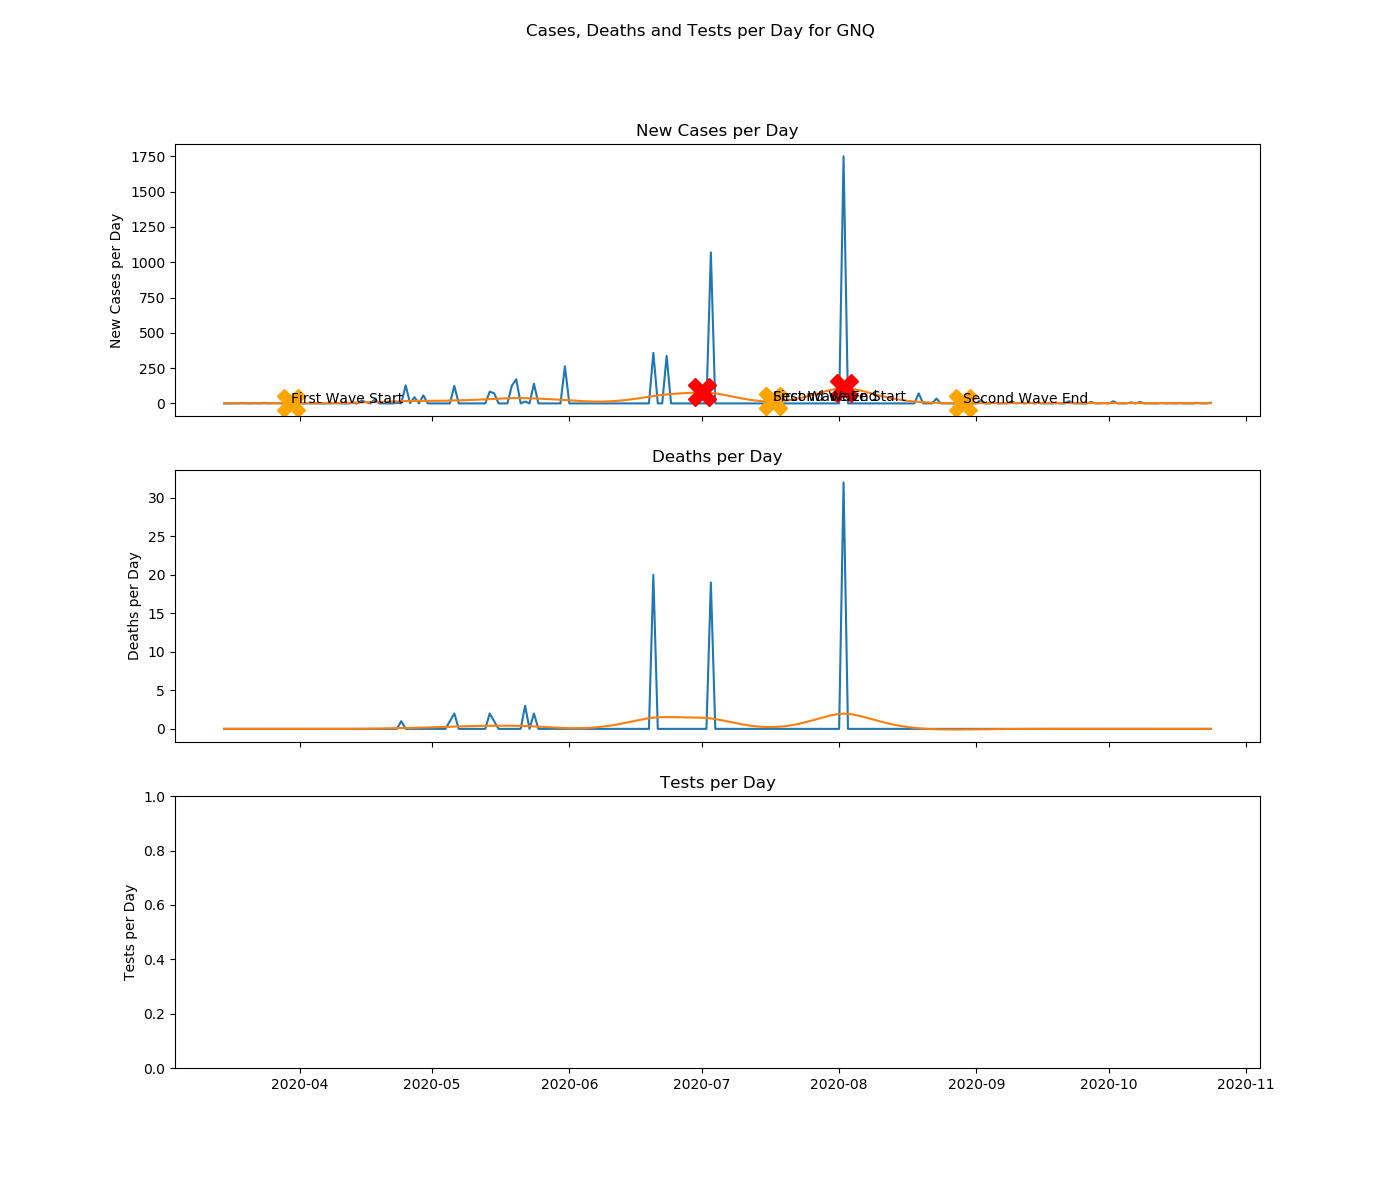 Cases, Deaths and Tests per Day for GNQ
New Cases per Day
New Cases per Day
1750
1500
1250
1000
750
500
250
0
First Wave Start
First Wave End
Second Wave Start
Second Wave End
Deaths per Day
Deaths per Day
30
25
20
15
10
5
0
Tests per Day
Tests per Day
1.0
0.8
0.6
0.4
0.2
0.0
2020-04 2020-05 2020-06 2020-07 2020-08 2020-09 2020-10 2020-11